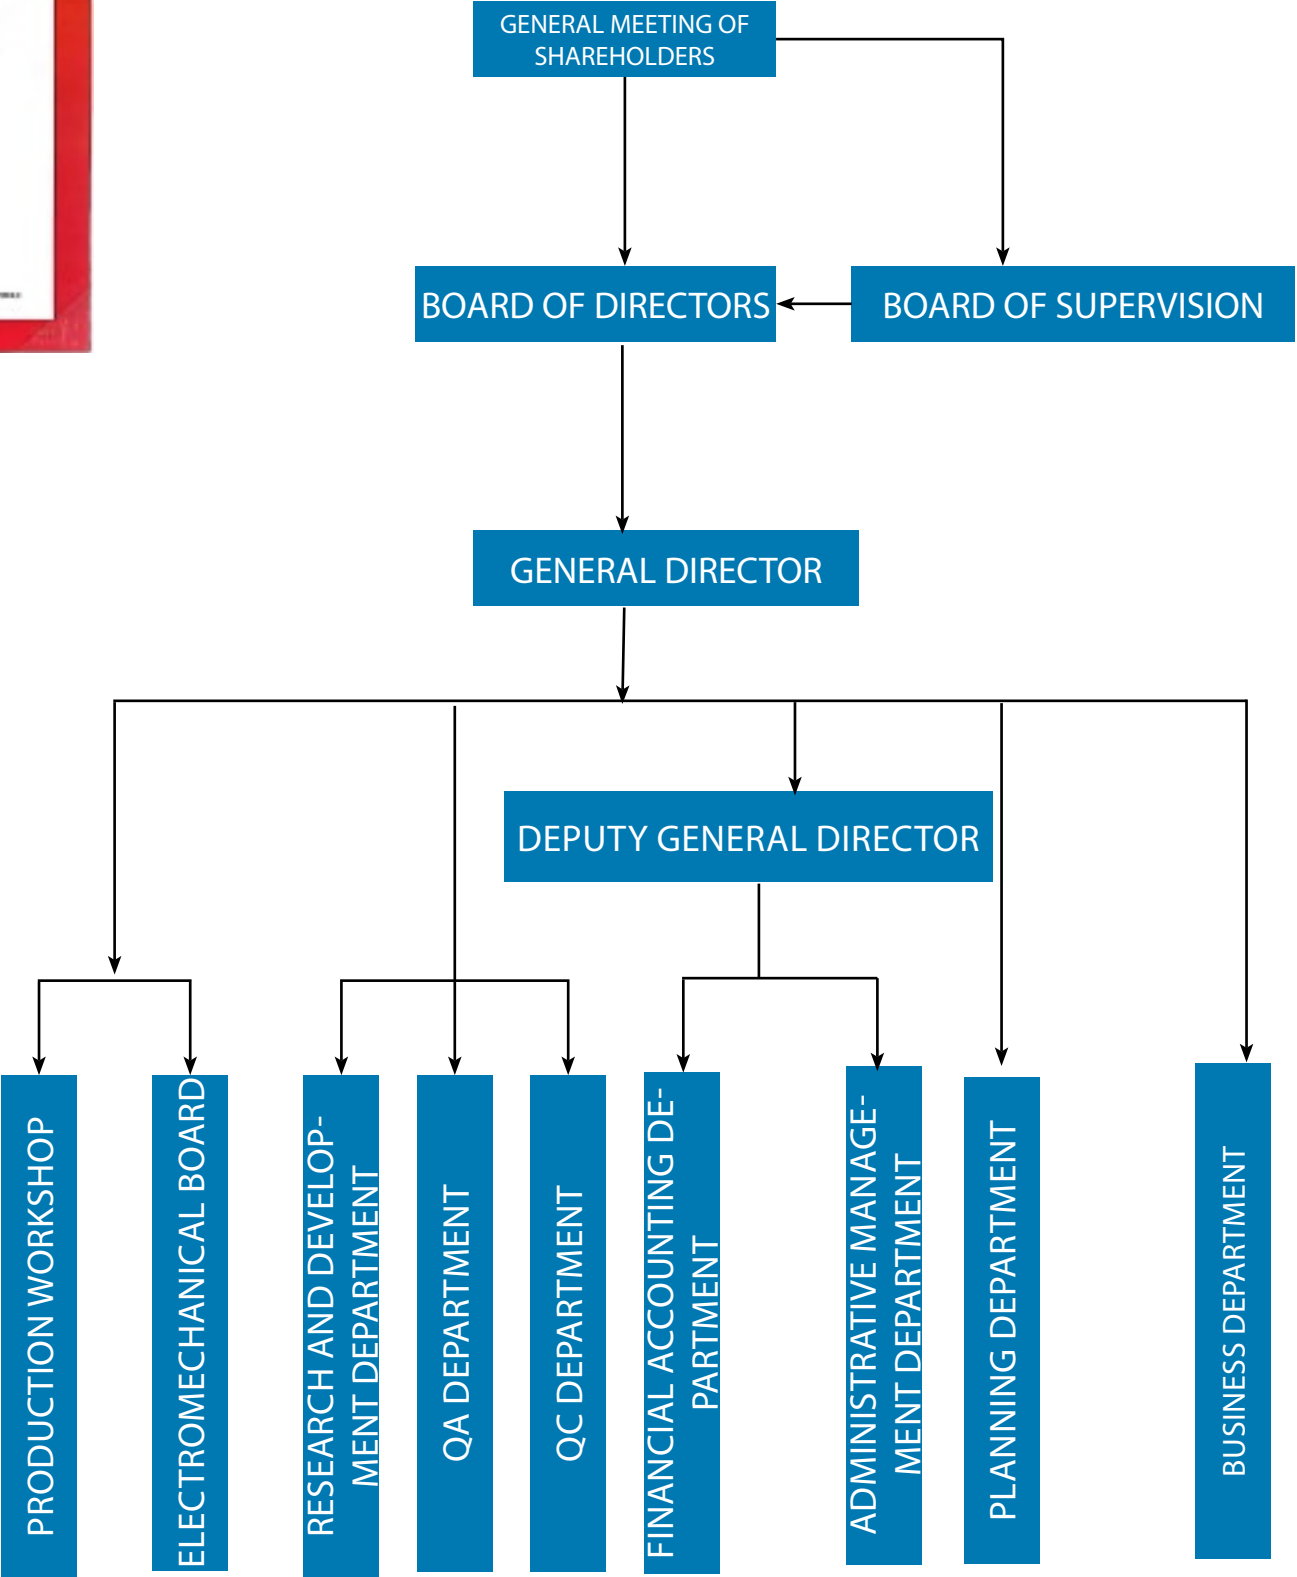 GENERAL MEETING OF
SHAREHOLDERS
BOARD OF DIRECTORS
BOARD OF SUPERVISION
GENERAL DIRECTOR
DEPUTY GENERAL DIRECTOR
PRODUCTION WORKSHOP
ELECTROMECHANICAL BOARD
RESEARCH AND DEVELOP-
MENT DEPARTMENT
QA DEPARTMENT
QC DEPARTMENT
FINANCIAL ACCOUNTING DE-
PARTMENT
ADMINISTRATIVE MANAGE-
MENT DEPARTMENT
PLANNING DEPARTMENT
BUSINESS DEPARTMENT